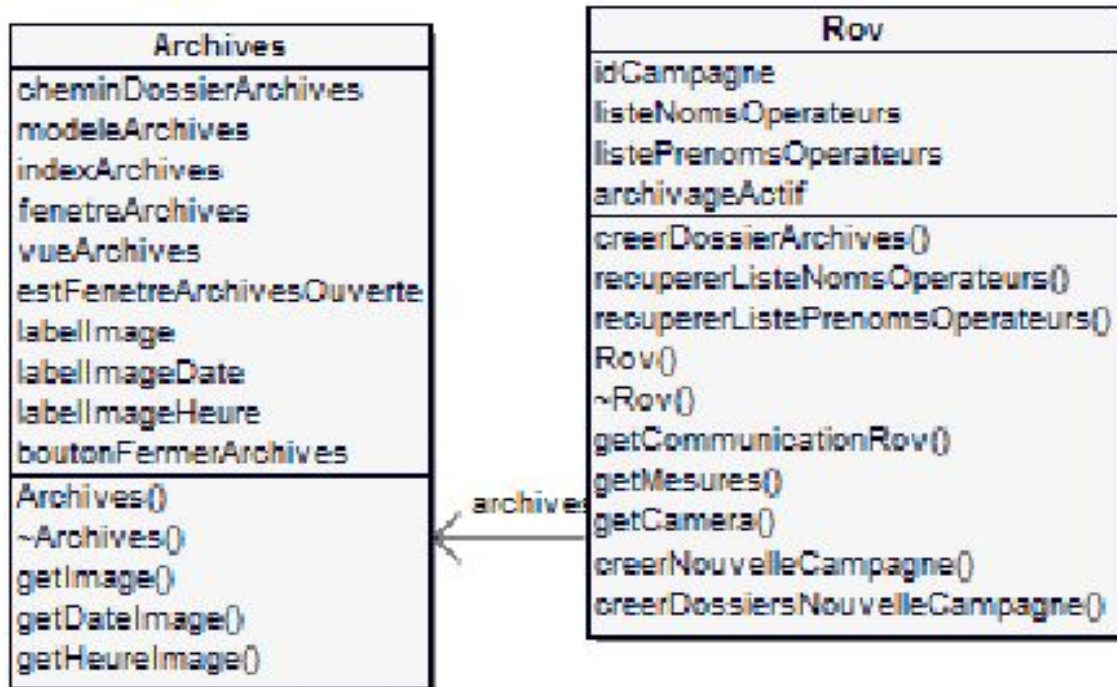 Archives
cheminDossierArchives
modeleArchives
indexArchives
fenetreArchives
vueArchives
estFenetreArchivesOuverte
labelImage
labelImageDate
labelImageHeure
boutonFermerArchives
Archives()
~Archives()
getImage()
getDateImage()
getHeureImage()
archives
Rov
idCampagne
listeNomsOperateurs
listePrenomsOperateurs
archivageActif
creerDossierArchives()
recupererListeNomsOperateurs()
recupererListePrenomsOperateurs()
Rov()
~Rov()
getCommunicationRov()
getMesures()
getCamera()
creerNouvelleCampagne()
creerDossiersNouvelleCampagne()